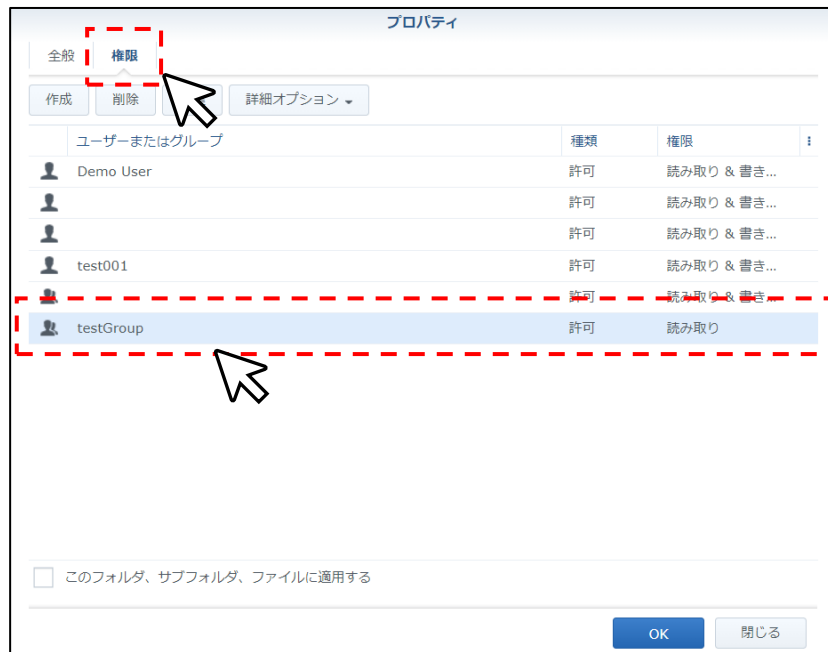 プロパティ
全般 権限
作成 削除 詳細オプション
ユーザーまたはグループ 種類 権限
Demo User 許可 読み取り & 書き...
許可 読み取り & 書き...
許可 読み取り & 書き...
test001 許可 読み取り & 書き...
許可 読み取り & 書き...
testGroup 許可 読み取り
このフォルダ、サブフォルダ、ファイルに適用する
OK 閉じる